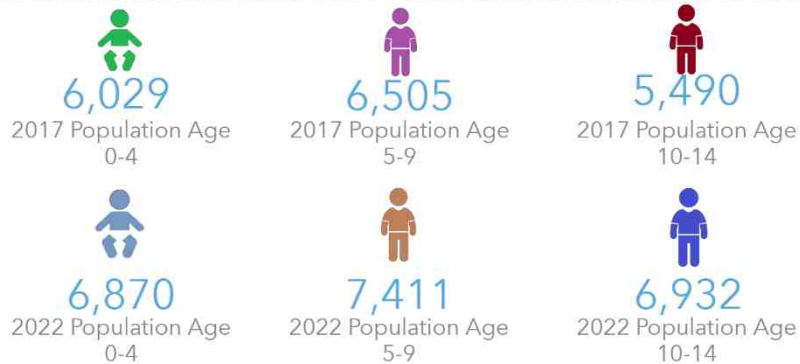 6,029
2017 Population Age
0-4
6,505
2017 Population Age
5-9
5,490
2017 Population Age
10-14
6,870
2022 Population Age
0-4
7,411
2022 Population Age
5-9
6,932
2022 Population Age
10-14